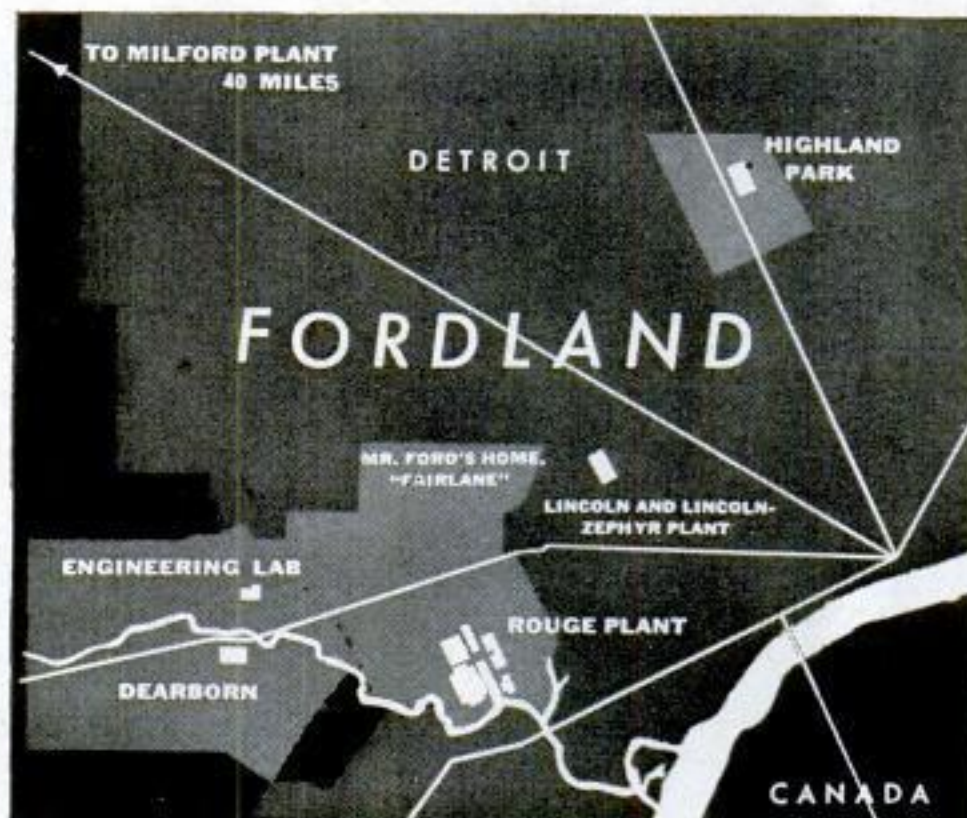 TO MILFORD PLANT
40 MILES
DETROIT
HIGHLAND
PARK
FORDLAND
MR. FORD'S HOME,
"FAIRLANE"
LINCOLN AND LINCOLN-
ZEPHYR PLANT
ENGINEERING LAB
ROUGE PLANT
DEARBORN
CANADA